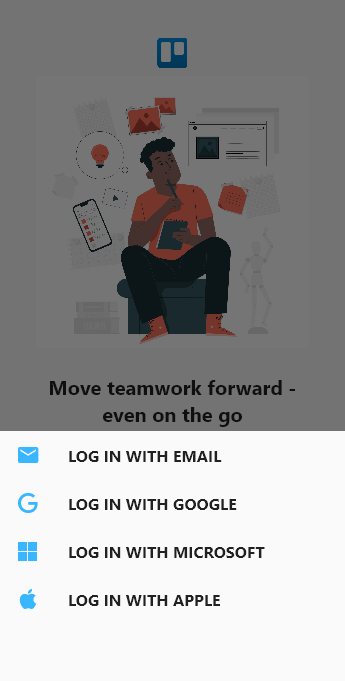 Move teamwork forward -
even on the go
LOG IN WITH EMAIL
LOG IN WITH GOOGLE
LOG IN WITH MICROSOFT
LOG IN WITH APPLE